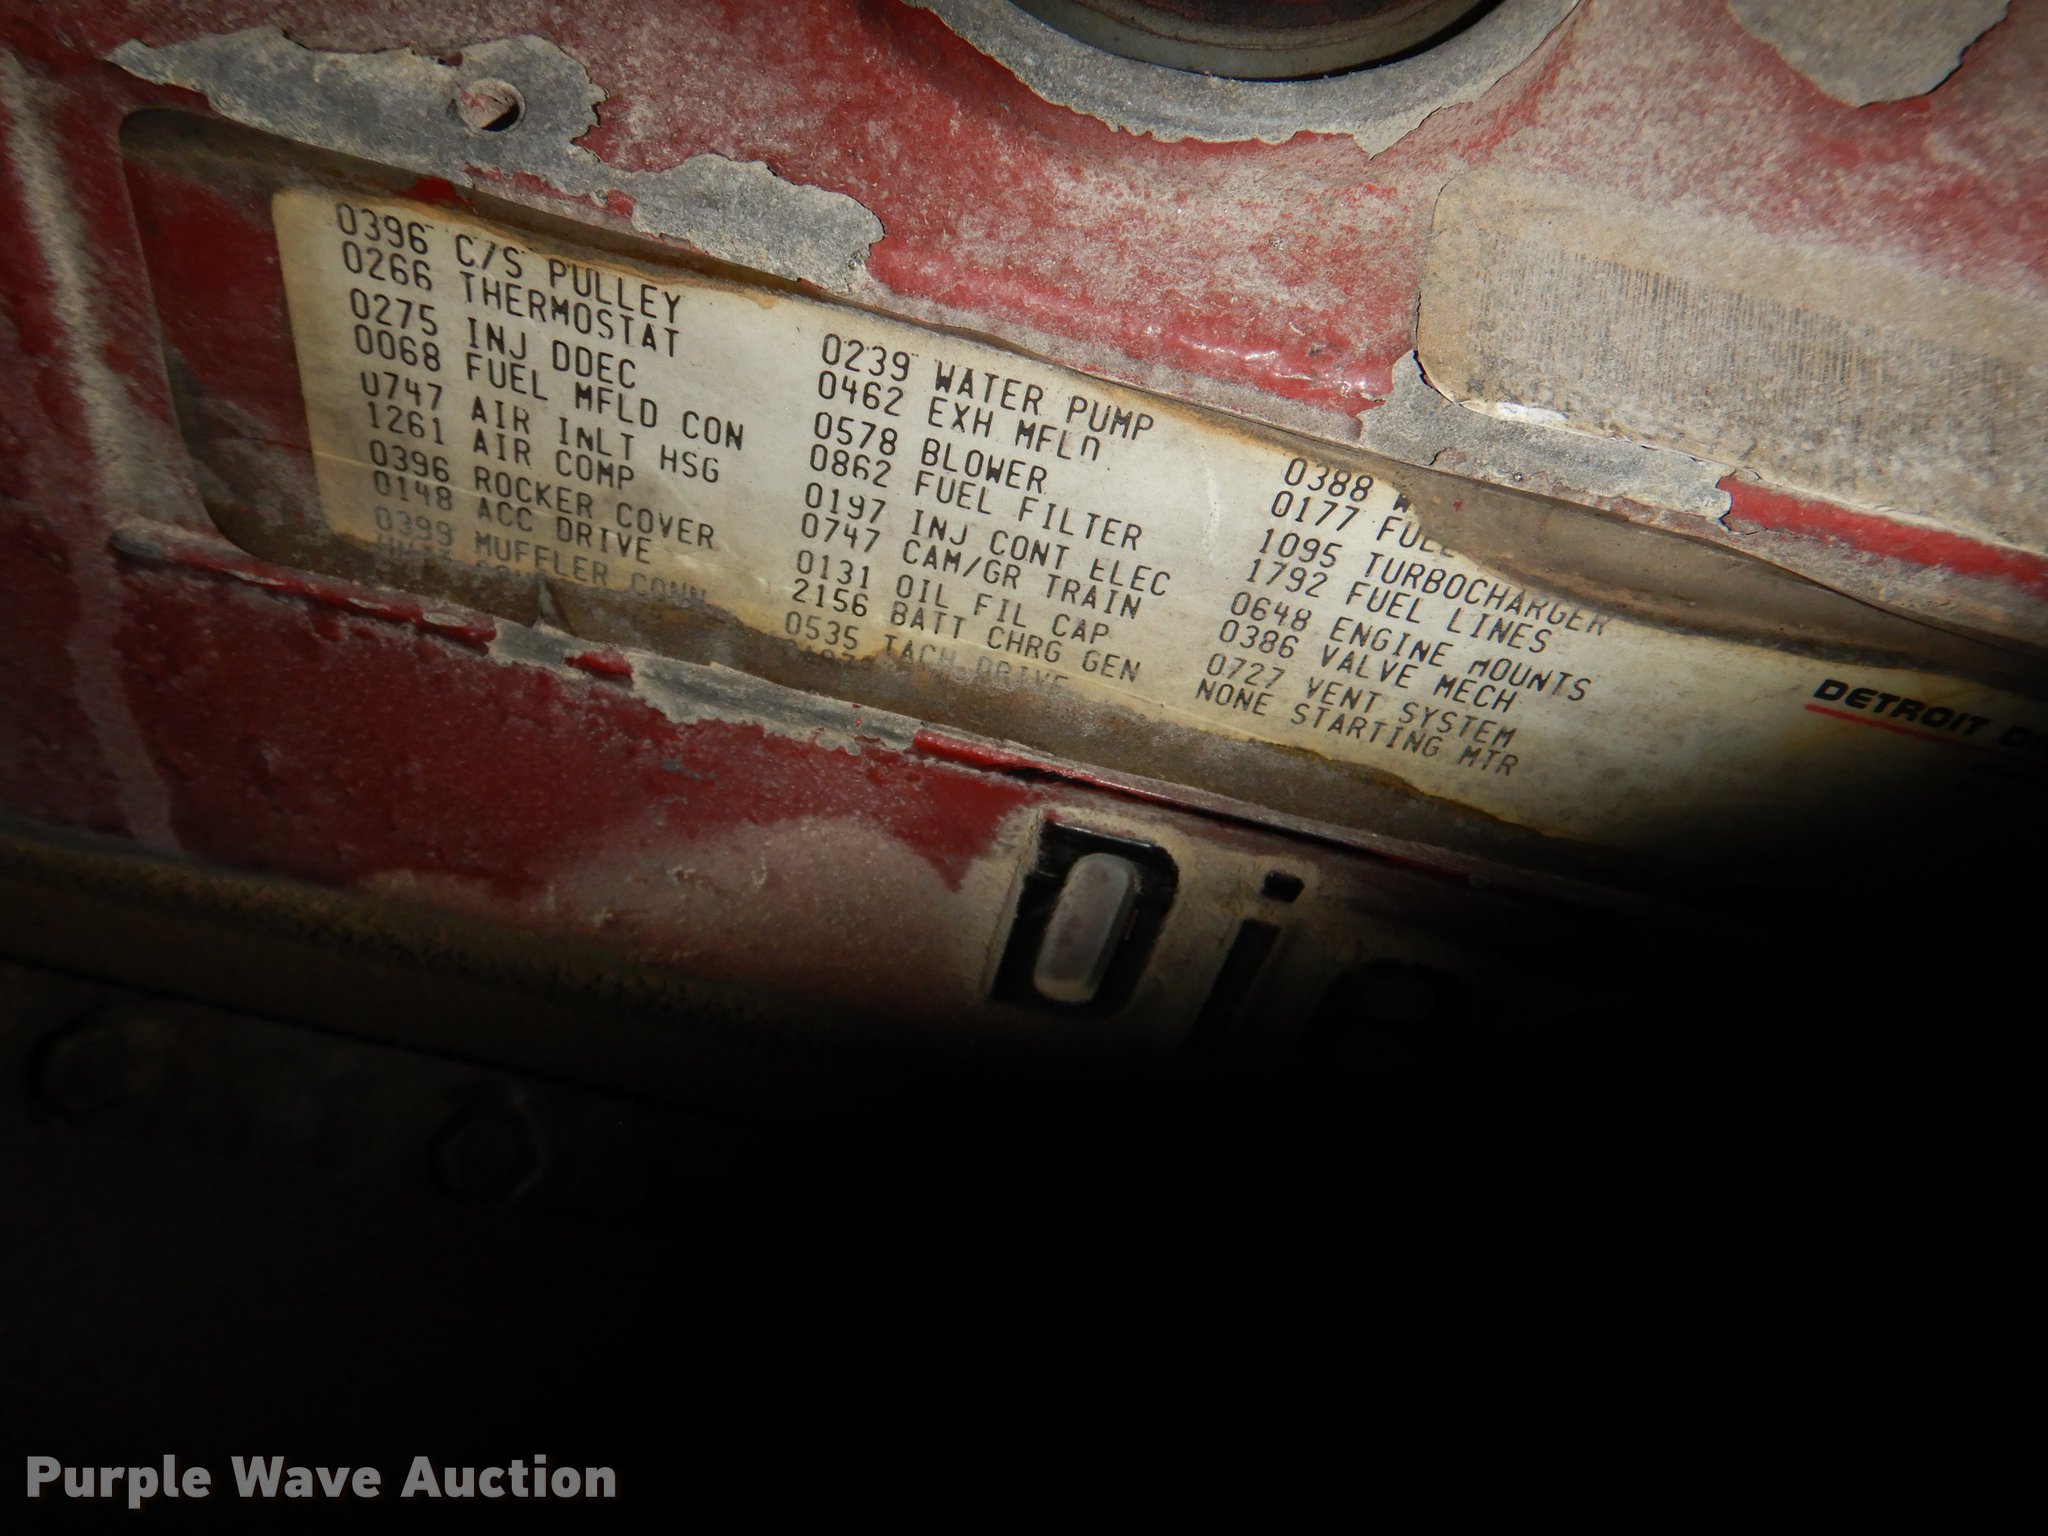 0396 C/S PULLEY
0266 THERMOSTAT
0275 INJ DDEC
0068 FUEL MFLD CON
0747 AIR INLT HSG
1261 AIR COMP
0396 ROCKER COVER
0148 ACC DRIVE
0399 MUFFLER CONN
0239 WATER PUMP
0462 EXH MFLD
0578 BLOWER
0862 FUEL FILTER
0197 INJ CONT ELEC
0747 CAM/GR TRAIN
0131 OIL FIL CAP
2156 BATT CHRG GEN
0535 TACH DRIVE
0388
0177 FUEL
1095 TURBOCHARGER
1792 FUEL LINES
0648 ENGINE MOUNTS
0386 VALVE MECH
0727 VENT SYSTEM
NONE STARTING MTR
DETROIT DI
Die
Purple Wave Auction